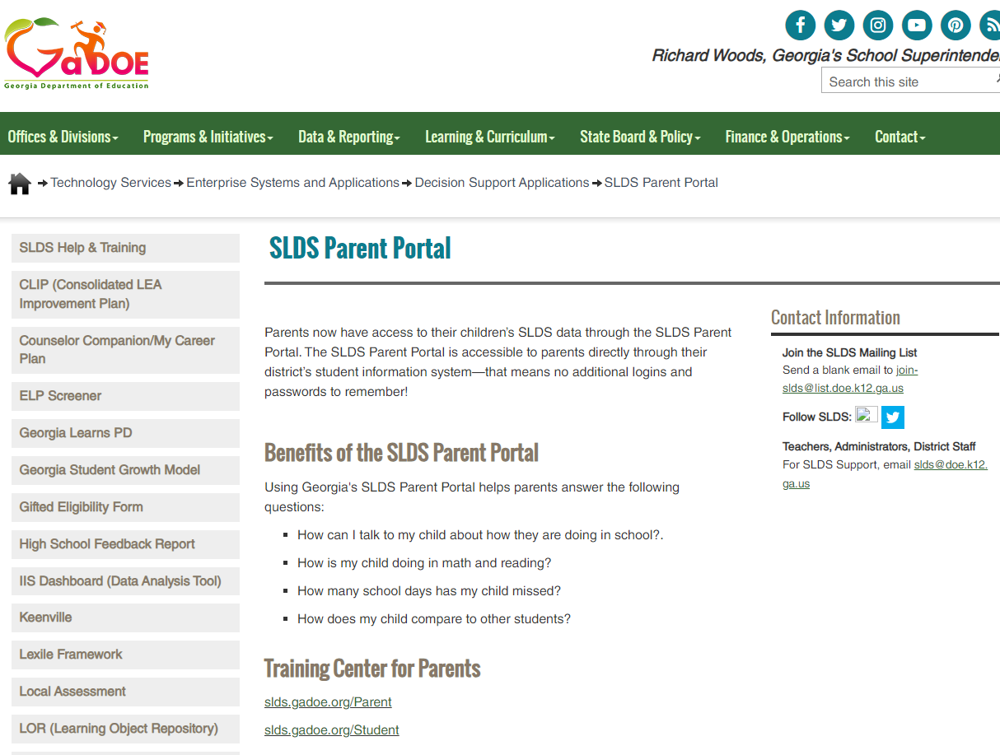 GaDOE
Georgia Department of Education
Richard Woods, Georgia's School
Search this site
Offices & Divisions Programs & Initiatives Data & Reporting Learning & Curriculum State Board & Policy Finance & Operations Contact
Technology Services Enterprise Systems and Applications Decision Support Applications SLDS Parent Portal
SLDS Help & Training
CLIP (Consolidated LEA
Improvement Plan)
Counselor Companion/My Career
Plan
ELP Screener
Georgia Learns PD
Georgia Student Growth Model
Gifted Eligibility Form
High School Feedback Report
IIS Dashboard (Data Analysis Tool)
Keenville
Lexile Framework
Local Assessment
LOR (Learning Object Repository)
SLDS Parent Portal
Parents now have access to their children’s SLDS data through the SLDS Parent
Portal. The SLDS Parent Portal is accessible to parents directly through their
district’s student information system—that means no additional logins and
passwords to remember!
Benefits of the SLDS Parent Portal
Using Georgia's SLDS Parent Portal helps parents answer the following
questions:
How can I talk to my child about how they are doing in school?.
How is my child doing in math and reading?
How many school days has my child missed?
How does my child compare to other students?
Training Center for Parents
slds.gadoe.org/Parent
slds.gadoe.org/Student
Contact Information
Join the SLDS Mailing List
Send a blank email to join-
slds@list.doe.k12.ga.us
Follow SLDS:
Teachers, Administrators, District Staff
For SLDS Support, email slds@doe.k12.
ga.us